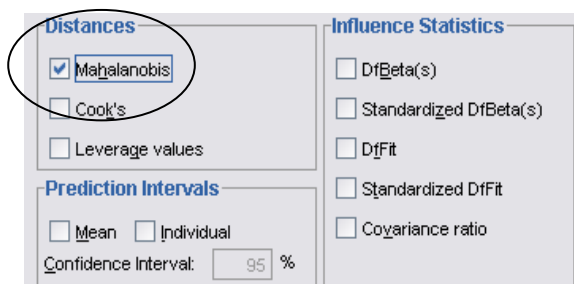 Distances
Mahalanobis
Cook's
Leverage values
Prediction Intervals
Mean Individual
Confidence Interval: 95 %
Influence Statistics
DfBeta(s)
Standardized DfBeta(s)
DfFit
Standardized DfFit
Covariance ratio